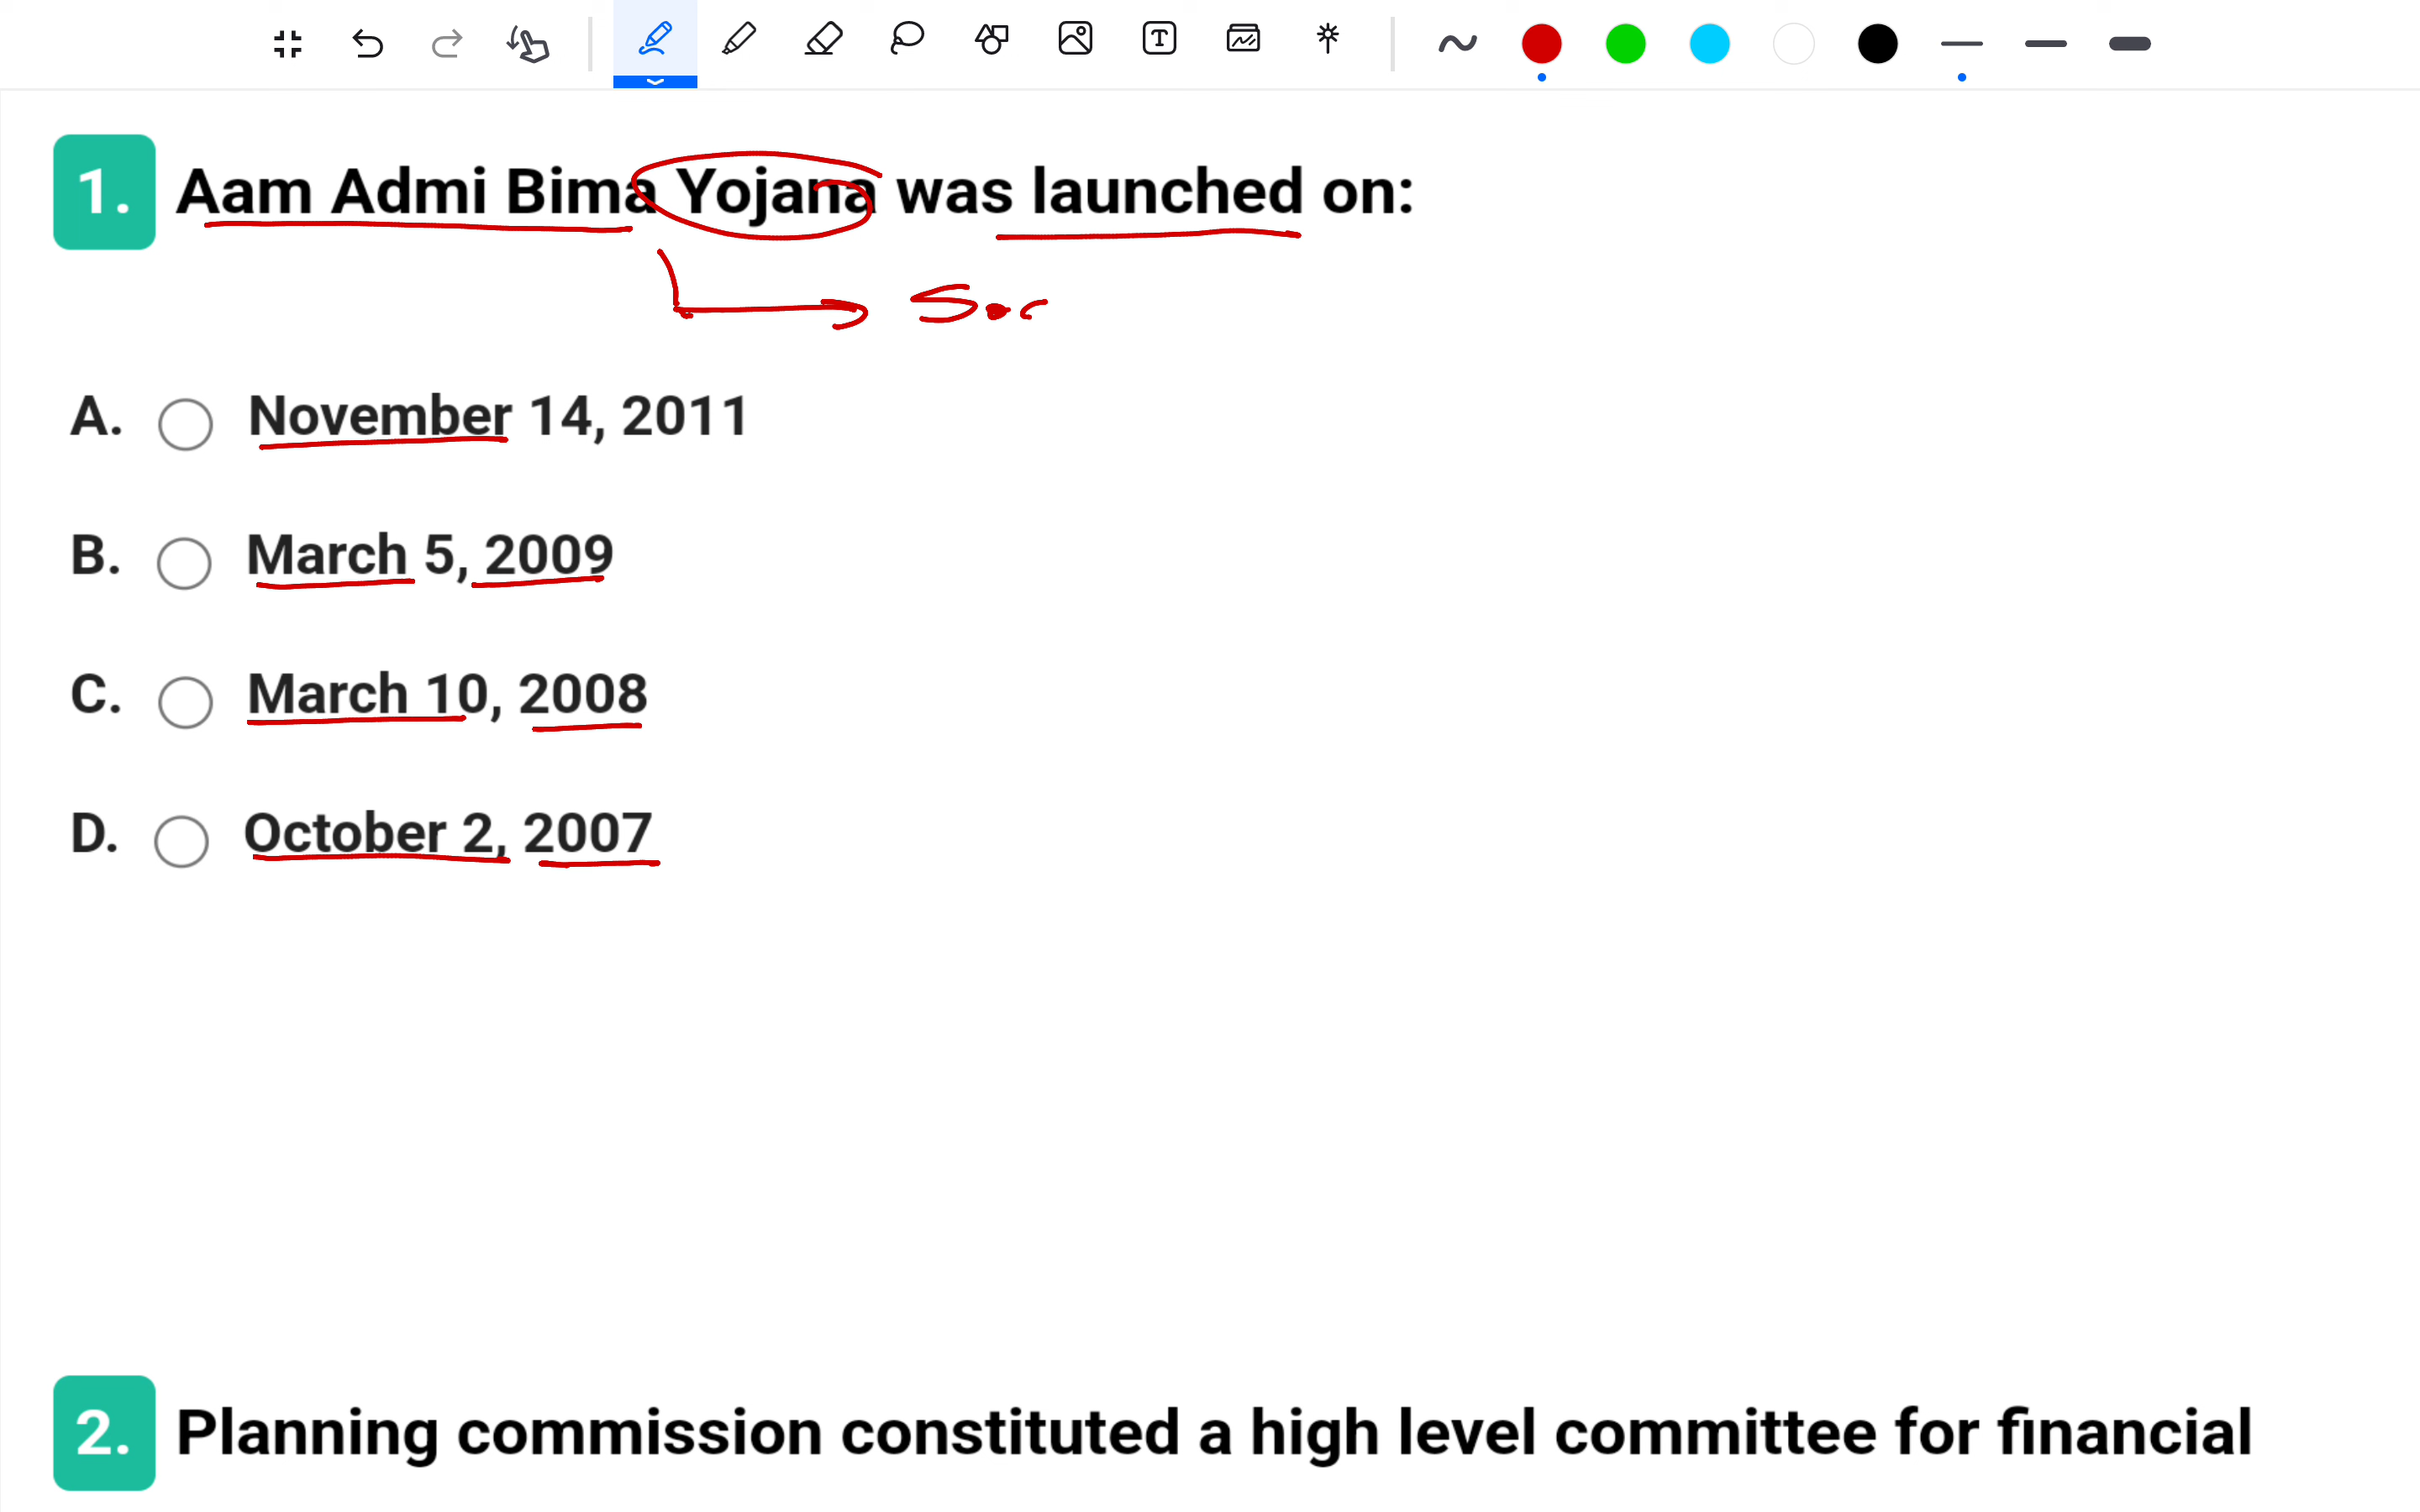 1. Aam Admi Bima Yojana was launched on:
A. November 14, 2011
B. March 5, 2009
C. March 10, 2008
D. October 2, 2007
2. Planning commission constituted a high level committee for financial